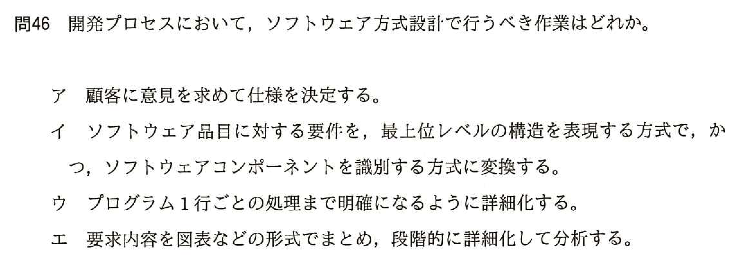 問46 開発プロセスにおいて，ソフトウェア方式設計で行うべき作業はどれか。
ア 顧客に意見を求めて仕様を決定する。
イ ソフトウェア品目に対する要件を，最上位レベルの構造を表現する方式で，か
つ，ソフトウェアコンポーネントを識別する方式に変換する。
ウ プログラム1行ごとの処理まで明確になるように詳細化する。
エ 要求内容を図表などの形式でまとめ，段階的に詳細化して分析する。